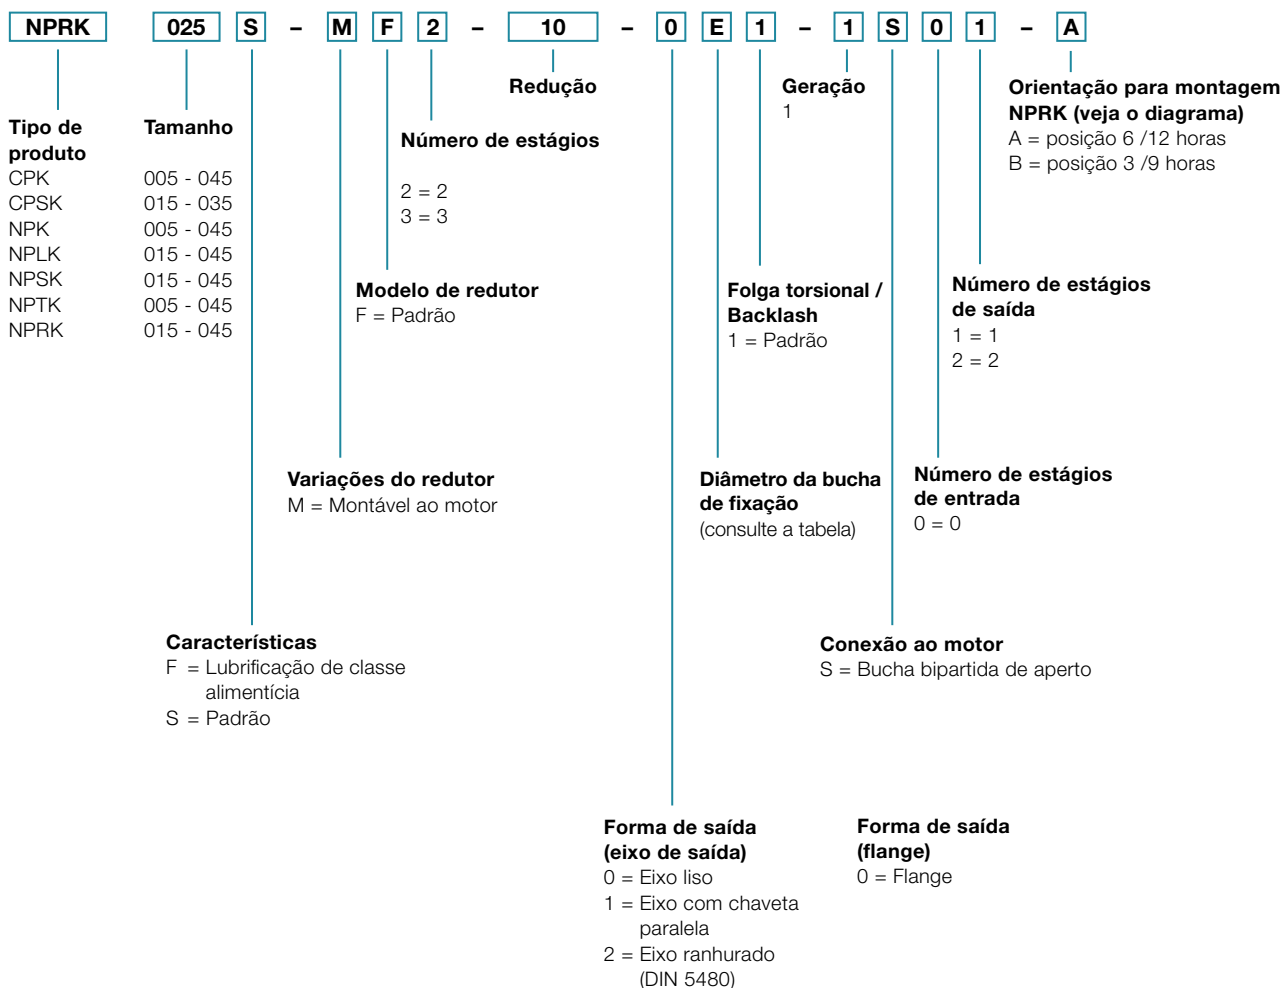 NPRK 025 S – M F 2 – 10 – 0 E 1 – 1 S 0 1 – A
Tipo de
produto
CPK
CPSK
NPK
NPLK
NPSK
NPTK
NPRK
Tamanho
005 - 045
015 - 035
005 - 045
015 - 045
015 - 045
005 - 045
015 - 045
Características
F = Lubrificação de classe
alimentícia
S = Padrão
Variações do redutor
M = Montável ao motor
Modelo de redutor
F = Padrão
Número de estágios
2 = 2
3 = 3
Redução
Forma de saída
(eixo de saída)
0 = Eixo liso
1 = Eixo com chaveta
paralela
2 = Eixo ranhurado
(DIN 5480)
Forma de saída
(flange)
0 = Flange
Diâmetro da bucha
de fixação
(consulte a tabela)
Folga torsional /
Backlash
1 = Padrão
Geração
1
Conexão ao motor
S = Bucha bipartida de aperto
Número de estágios
de entrada
0 = 0
Número de estágios
de saída
1 = 1
2 = 2
Orientação para montagem
NPRK (veja o diagrama)
A = posição 6 /12 horas
B = posição 3 /9 horas